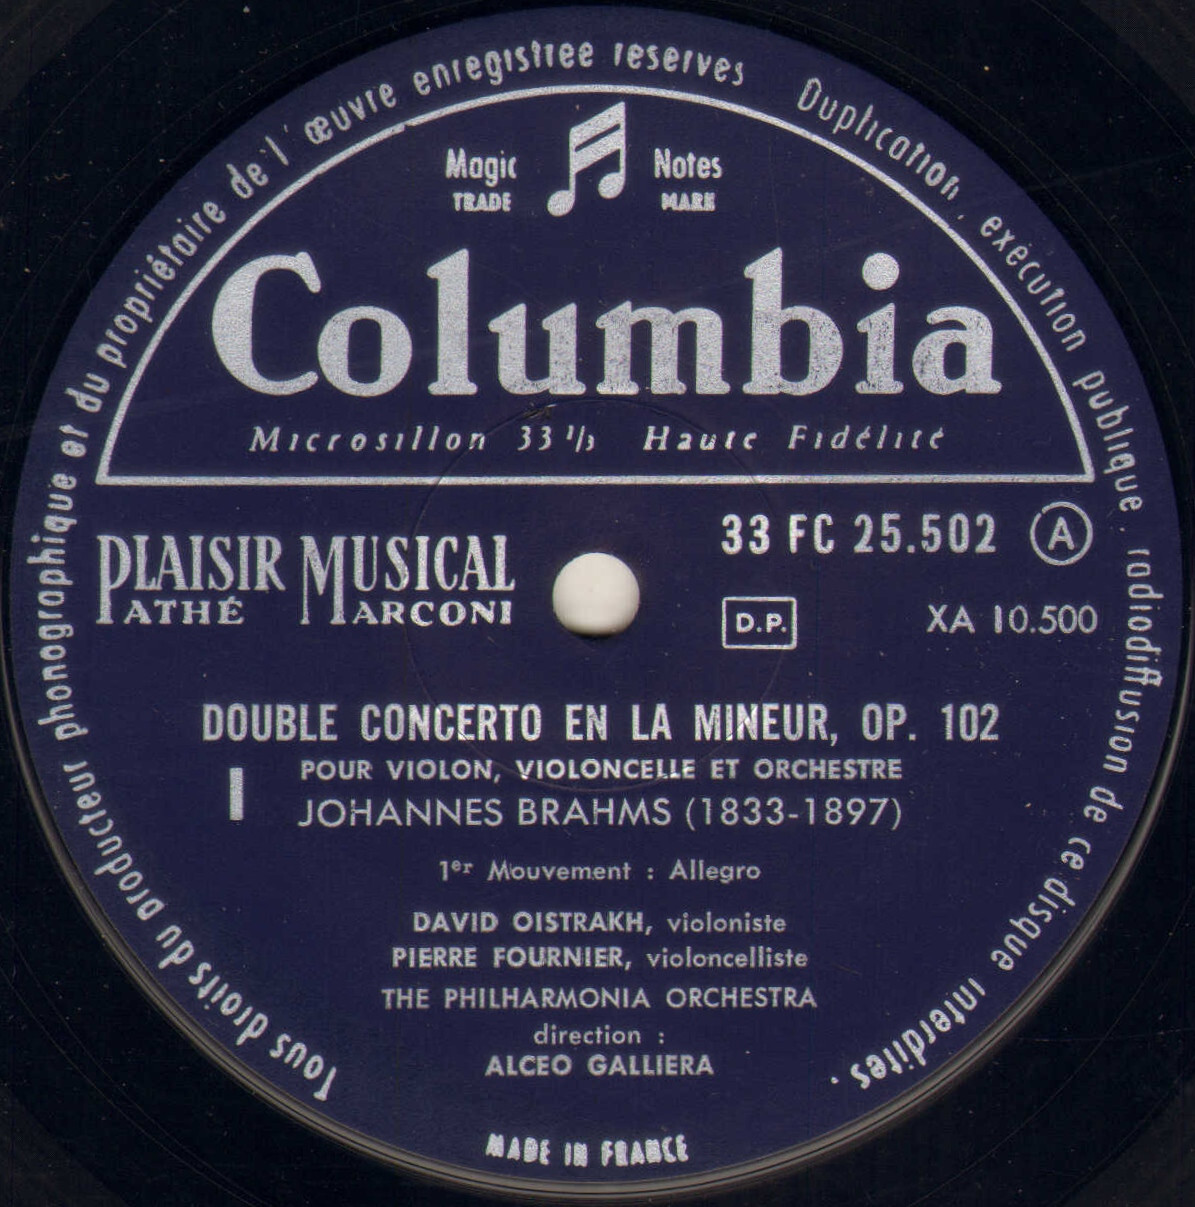 Tous droits du producteur phonographique et du propriétaire de l'œuvre enregistrée réservés
Duplication, exécution publique, radiodiffusion de ce disque interdites.
Magic Notes
TRADE MARK
Columbia
Microsillon 33 1/3 Haute Fidélité
PLAISIR MUSICAL
PATHÉ MARCONI
33 FC 25.502 A
D.P.
XA 10.500
DOUBLE CONCERTO EN LA MINEUR, OP. 102
POUR VIOLON, VIOLONCELLE ET ORCHESTRE
I JOHANNES BRAHMS (1833-1897)
1er Mouvement : Allegro
DAVID OISTRAKH, violoniste
PIERRE FOURNIER, violoncelliste
THE PHILHARMONIA ORCHESTRA
direction :
ALCEO GALLIERA
MADE IN FRANCE